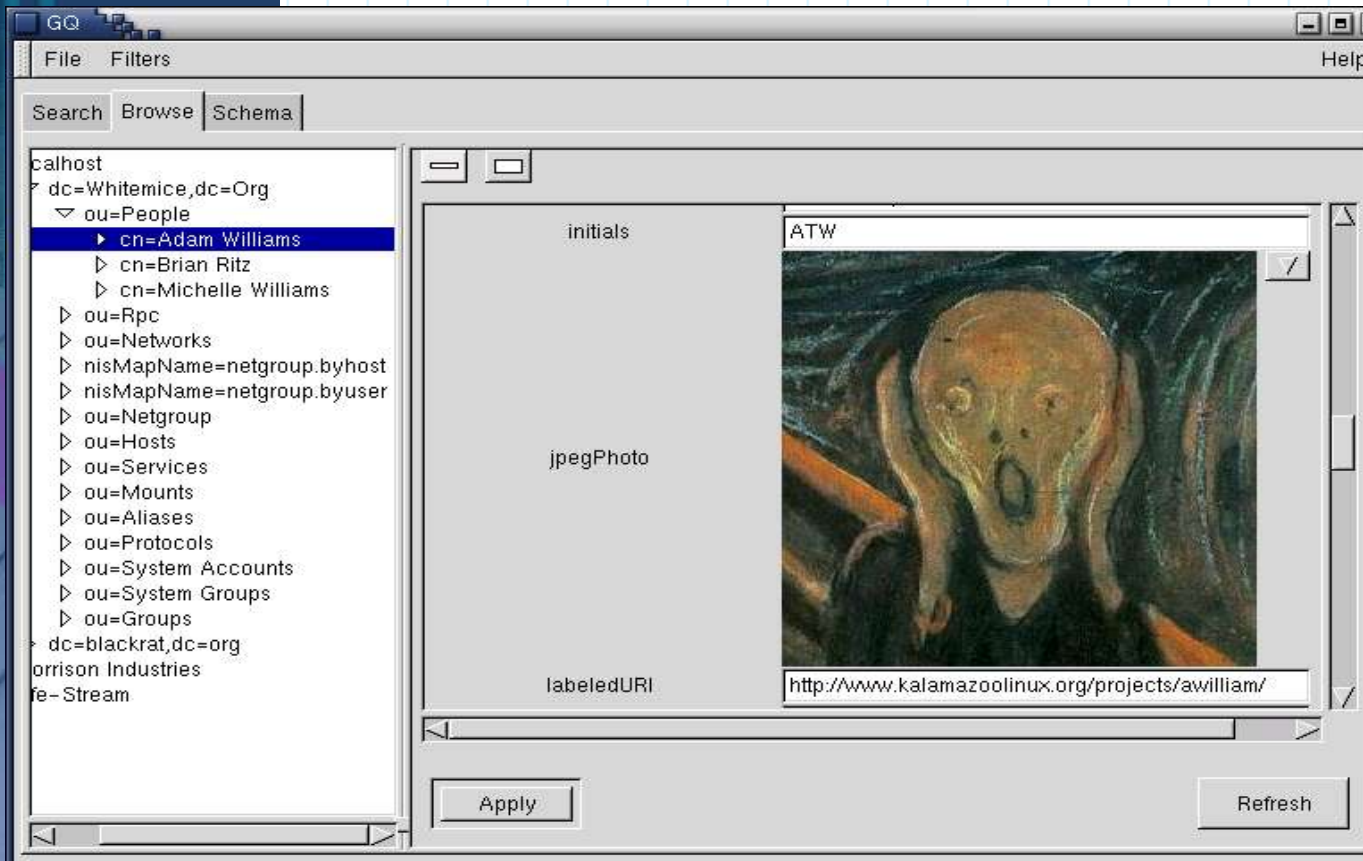 GQ
File Filters Help
Search Browse Schema
calhost
dc=Whitemice,dc=Org
ou=People
cn=Adam Williams
cn=Brian Ritz
cn=Michelle Williams
ou=Rpc
ou=Networks
nisMapName=netgroup.byhost
nisMapName=netgroup.byuser
ou=Netgroup
ou=Hosts
ou=Services
ou=Mounts
ou=Aliases
ou=Protocols
ou=System Accounts
ou=System Groups
ou=Groups
dc=blackrat,dc=org
orrison Industries
fe-Stream
initials ATW
jpegPhoto
labeledURI http://www.kalamazoolinux.org/projects/awilliam/
Apply Refresh